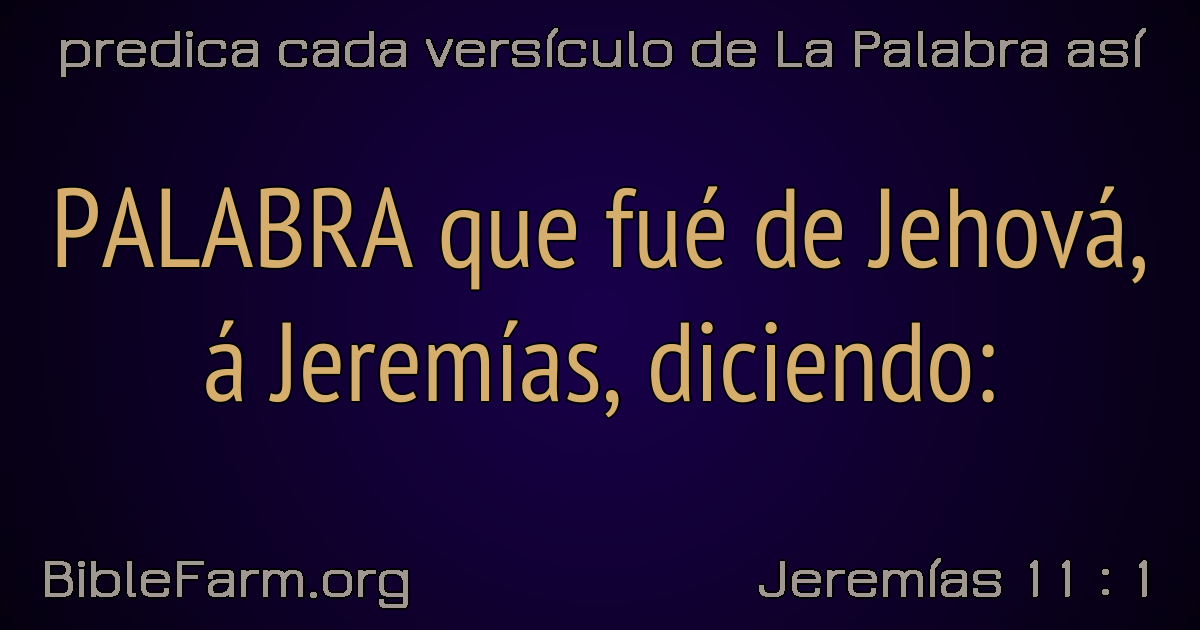 predica cada versículo de La Palabra así
PALABRA que fué de Jehová,
á Jeremías, diciendo:
BibleFarm.org
Jeremías 11 : 1